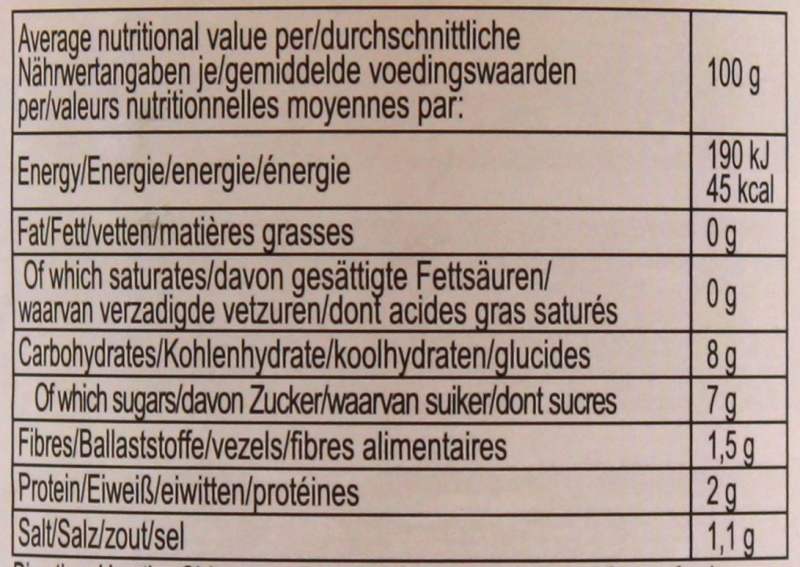 Average nutritional value per/durchschnittliche
Nährwertangaben je/gemiddelde voedingswaarden
per/valeurs nutritionnelles moyennes par:
100 g
Energy/Energie/energie/énergie
190 kJ
45 kcal
Fat/Fett/vetten/matières grasses
0 g
Of which saturates/davon gesättigte Fettsäuren/
waarvan verzadigde vetzuren/dont acides gras saturés
0 g
Carbohydrates/Kohlenhydrate/koolhydraten/glucides
8 g
Of which sugars/davon Zucker/waarvan suiker/dont sucres
7 g
Fibres/Ballaststoffe/vezels/fibres alimentaires
1,5 g
Protein/Eiweiß/eiwitten/protéines
2 g
Salt/Salz/zout/sel
1,1 g